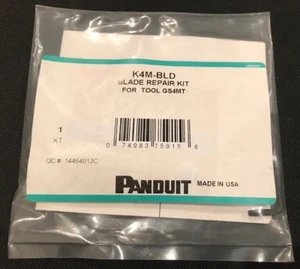 K4M-BLD
BLADE REPAIR KIT
FOR TOOL GS4MT
1
KT
0 74983 75915 6
QC #: 14464013C
PANDUIT
MADE IN USA